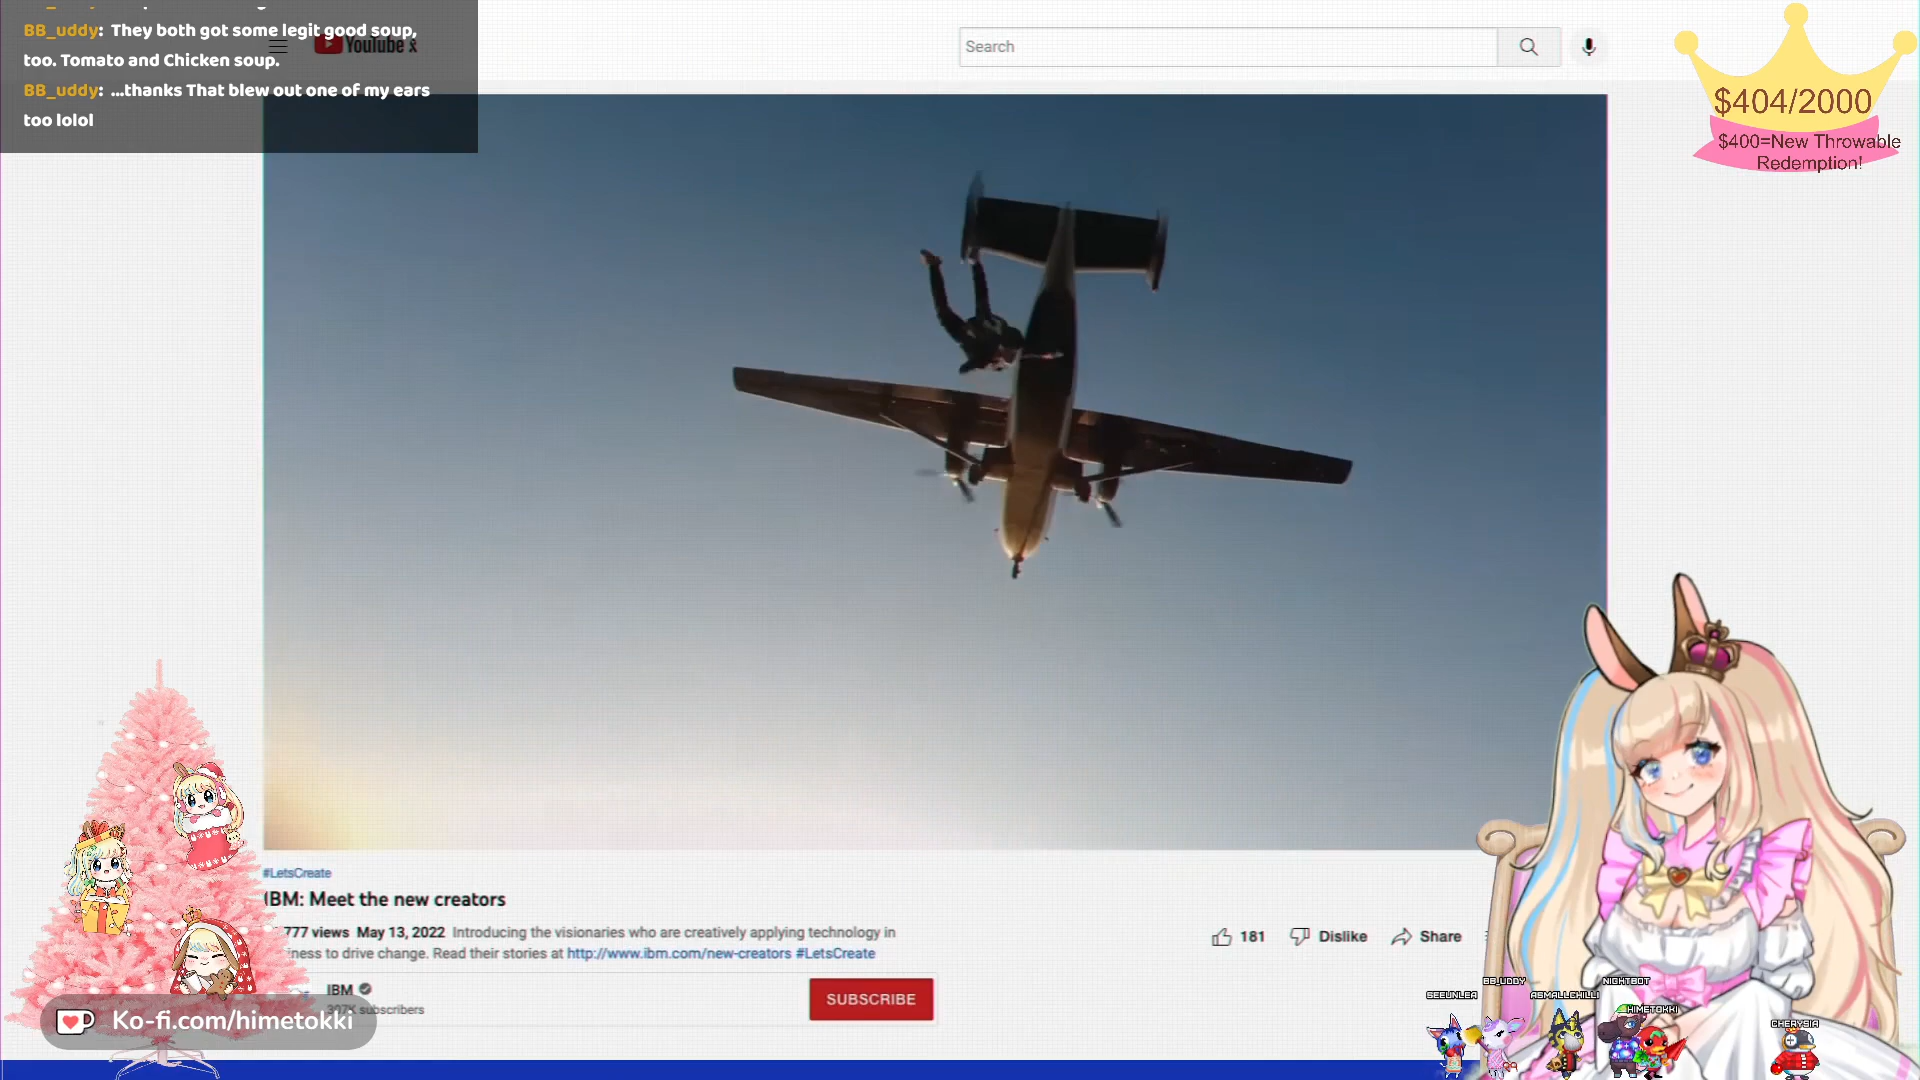 BB_uddy: They both got some legit good soup,
too. Tomato and Chicken soup.
BB_uddy: ...thanks That blew out one of my ears
too lolol
YouTube
Search
$404/2000
$400=New Throwable
Redemption!
#LetsCreate
IBM: Meet the new creators
777 views May 13, 2022 Introducing the visionaries who are creatively applying technology in
iness to drive change. Read their stories at http://www.ibm.com/new-creators #LetsCreate
181 Dislike Share
IBM
307K subscribers
SUBSCRIBE
Ko-fi.com/himetokki
BB_UDDY
NIGHTBOT
HIMETOKKI
CHERYSIA